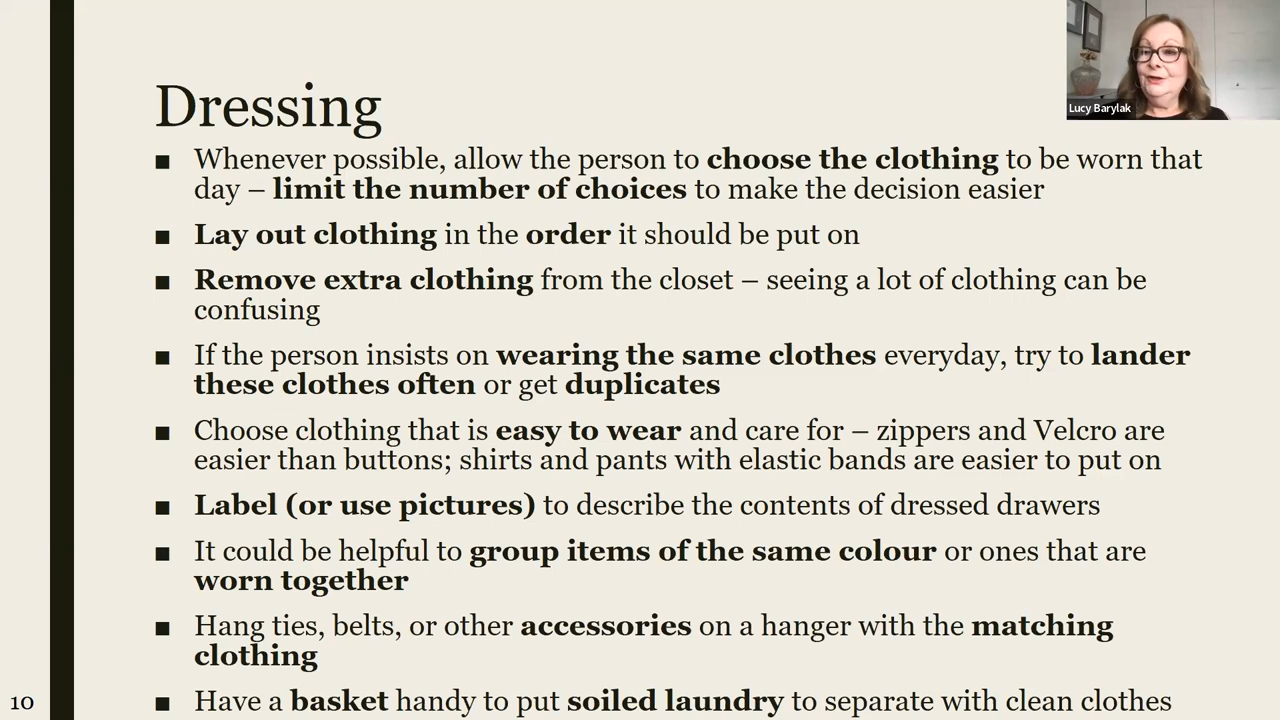 Lucy Barylak
Dressing
■ Whenever possible, allow the person to choose the clothing to be worn that
day – limit the number of choices to make the decision easier
■ Lay out clothing in the order it should be put on
■ Remove extra clothing from the closet – seeing a lot of clothing can be
confusing
■ If the person insists on wearing the same clothes everyday, try to lander
these clothes often or get duplicates
■ Choose clothing that is easy to wear and care for – zippers and Velcro are
easier than buttons; shirts and pants with elastic bands are easier to put on
■ Label (or use pictures) to describe the contents of dressed drawers
■ It could be helpful to group items of the same colour or ones that are
worn together
■ Hang ties, belts, or other accessories on a hanger with the matching
clothing
■ Have a basket handy to put soiled laundry to separate with clean clothes
10